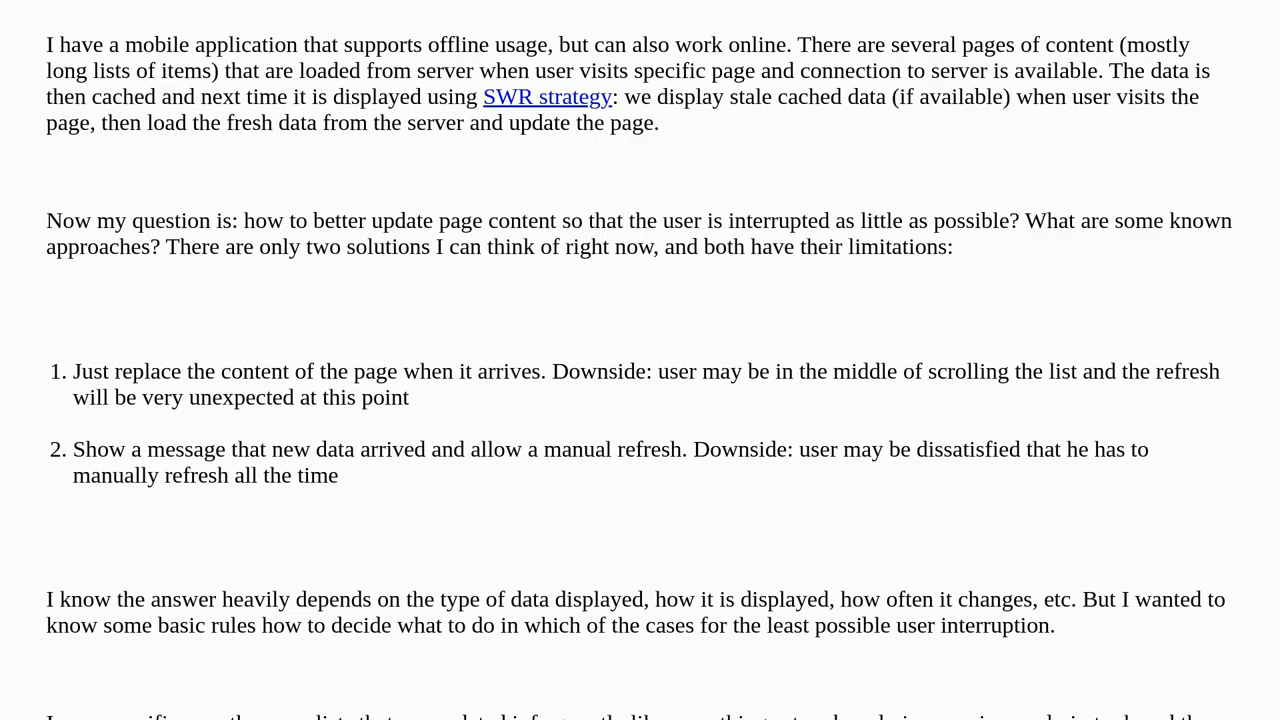 I have a mobile application that supports offline usage, but can also work online. There are several pages of content (mostly
long lists of items) that are loaded from server when user visits specific page and connection to server is available. The data is
then cached and next time it is displayed using SWR strategy: we display stale cached data (if available) when user visits the
page, then load the fresh data from the server and update the page.
Now my question is: how to better update page content so that the user is interrupted as little as possible? What are some known
approaches? There are only two solutions I can think of right now, and both have their limitations:
1. Just replace the content of the page when it arrives. Downside: user may be in the middle of scrolling the list and the refresh
will be very unexpected at this point
2. Show a message that new data arrived and allow a manual refresh. Downside: user may be dissatisfied that he has to
manually refresh all the time
I know the answer heavily depends on the type of data displayed, how it is displayed, how often it changes, etc. But I wanted to
know some basic rules how to decide what to do in which of the cases for the least possible user interruption.